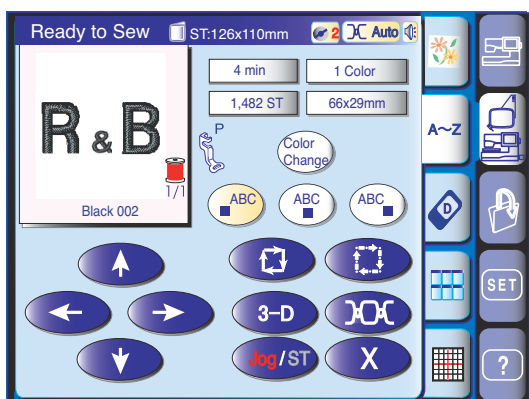 Ready to Sew
ST:126x110mm
2
Auto
R & B
1/1
Black 002
4 min
1 Color
1,482 ST
66x29mm
P
Color
Change
ABC
ABC
ABC
3-D
Jog/ST
X
A~Z
D
SET
?